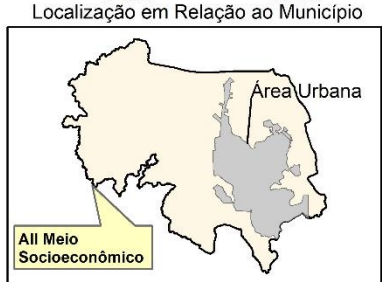 Localização em Relação ao Município
Área Urbana
AII Meio
Socioeconômico